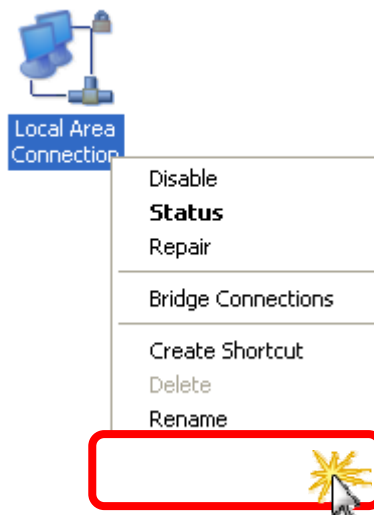 Local Area
Connection
Disable
Status
Repair
Bridge Connections
Create Shortcut
Delete
Rename